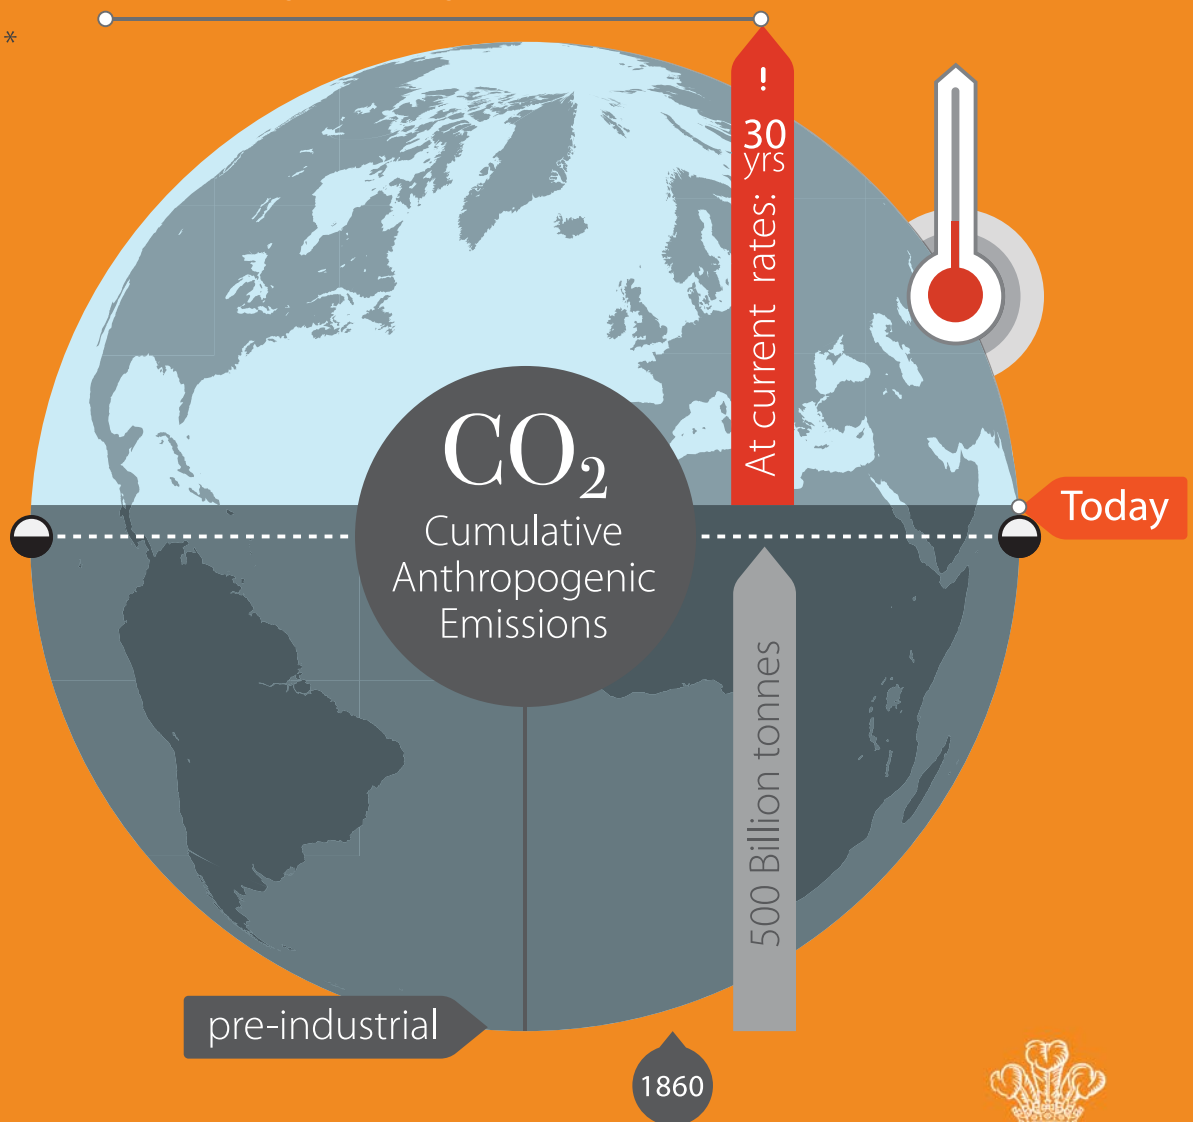 *
!
30
yrs
At current rates:
CO₂
Cumulative
Anthropogenic
Emissions
Today
500 Billion tonnes
pre-industrial
1860